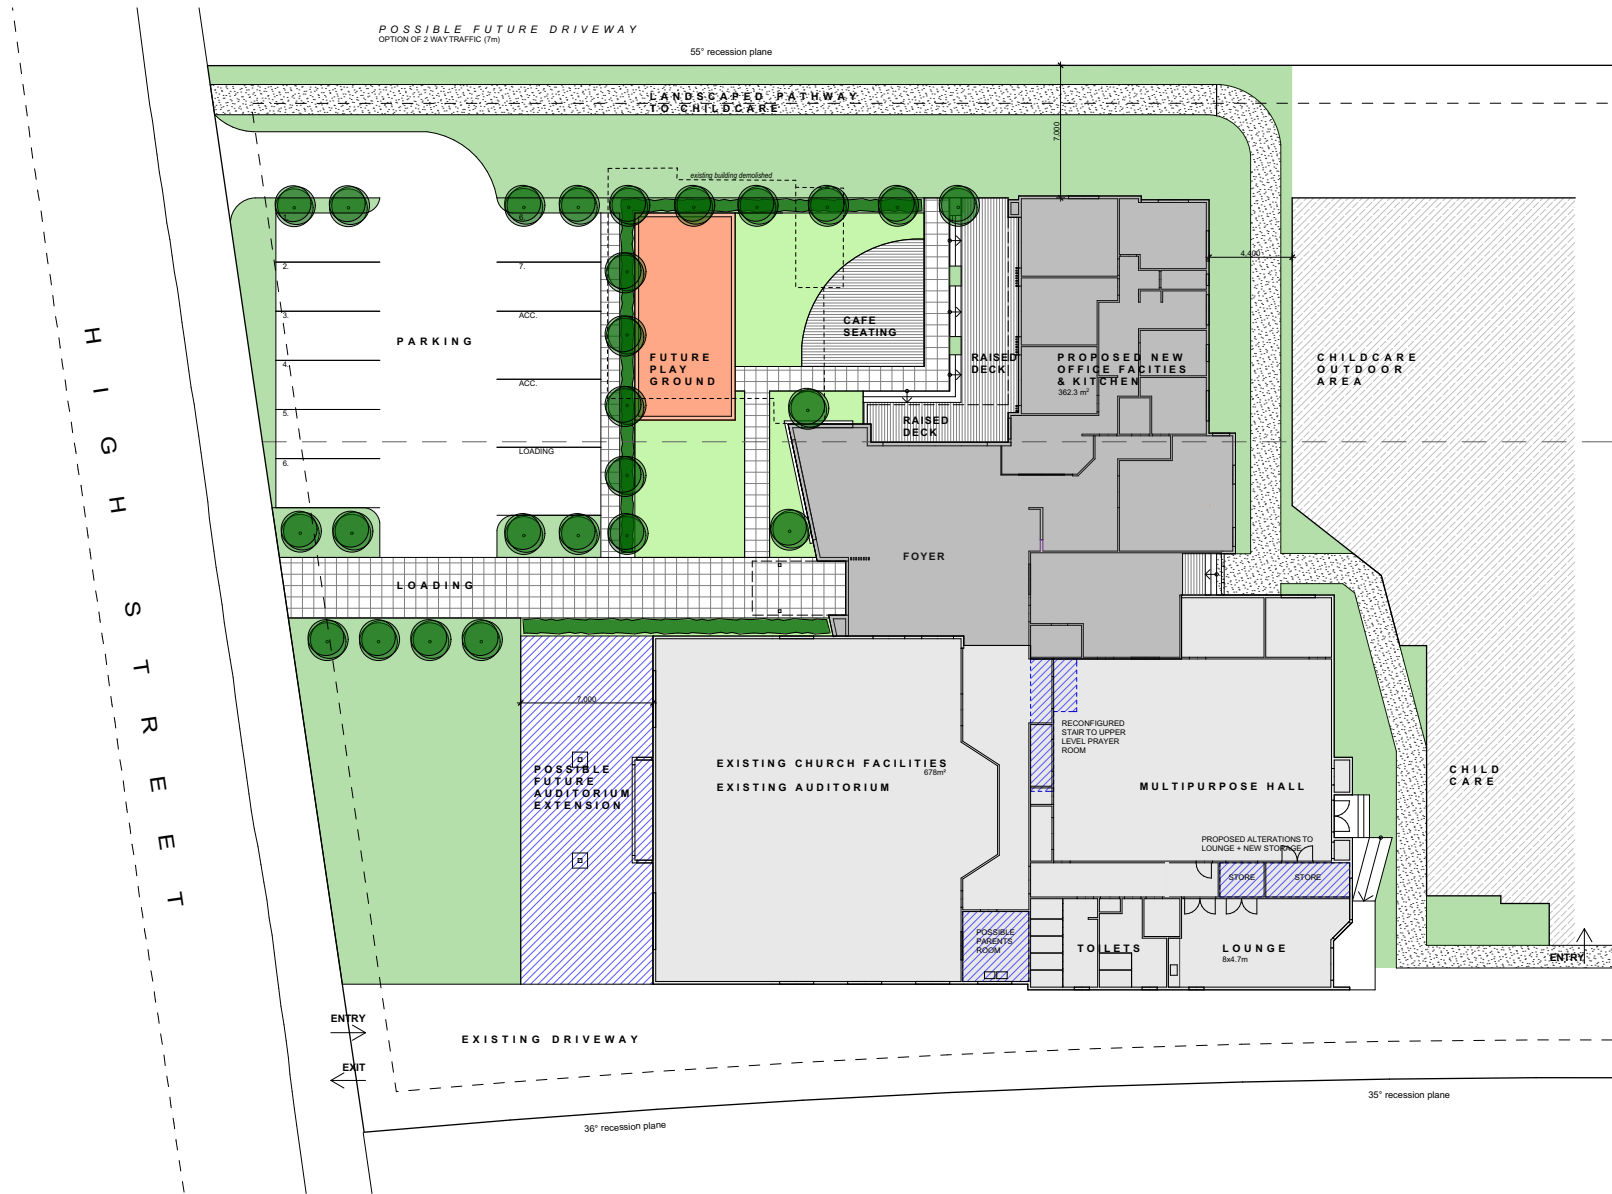 POSSIBLE FUTURE DRIVEWAY
OPTION OF 2 WAY TRAFFIC (7m)
55° recession plane
LANDSCAPED PATHWAY
TO CHILDCARE
7,000
existing building demolished
1.
2.
3.
4.
5.
6.
6.
7.
ACC.
ACC.
LOADING
PARKING
FUTURE
PLAY
GROUND
CAFE
SEATING
RAISED
DECK
RAISED
DECK
PROPOSED NEW
OFFICE FACITIES
& KITCHEN
362.3 m²
4,400
CHILDCARE
OUTDOOR
AREA
HIGH STREET
FOYER
LOADING
7,000
POSSIBLE
FUTURE
AUDITORIUM
EXTENSION
EXISTING CHURCH FACILITIES
678m²
EXISTING AUDITORIUM
RECONFIGURED
STAIR TO UPPER
LEVEL PRAYER
ROOM
MULTIPURPOSE HALL
PROPOSED ALTERATIONS TO
LOUNGE + NEW STORAGE
STORE
STORE
CHILD
CARE
POSSIBLE
PARENTS
ROOM
TOILETS
LOUNGE
8x4.7m
ENTRY
ENTRY
EXIT
EXISTING DRIVEWAY
36° recession plane
35° recession plane